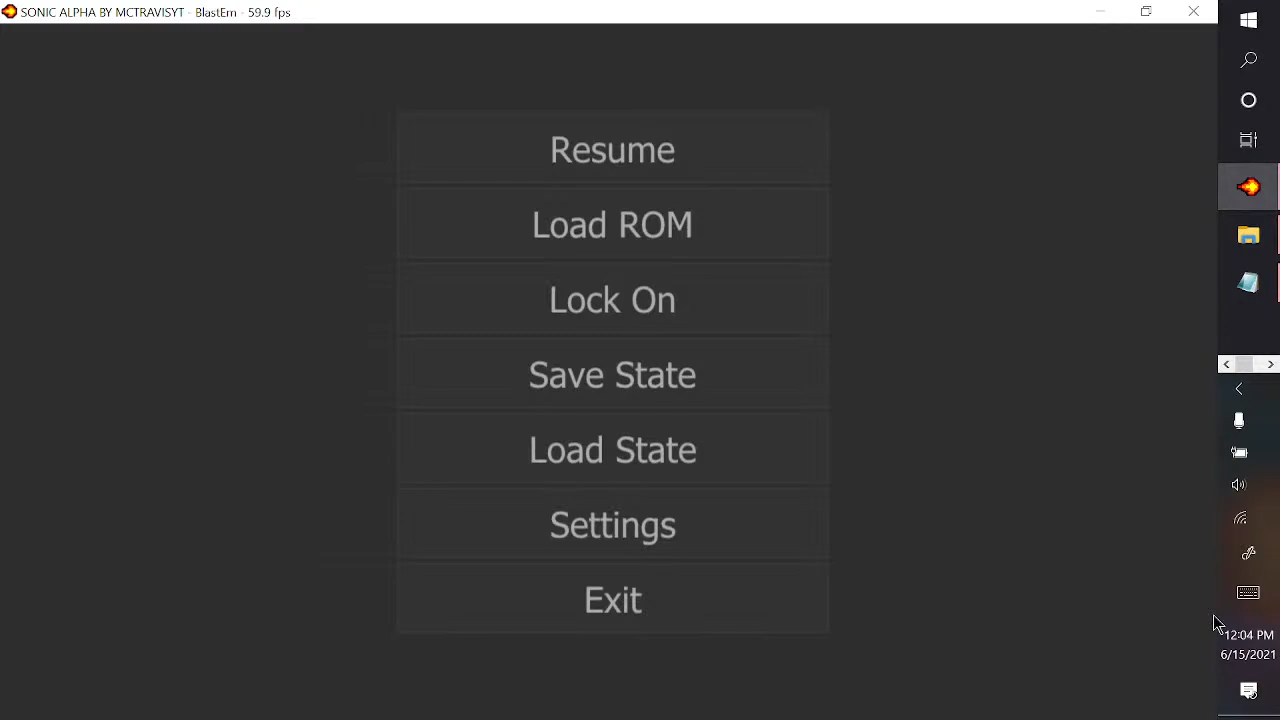 SONIC ALPHA BY MCTRAVISYT - BlastEm - 59.9 fps
Resume
Load ROM
Lock On
Save State
Load State
Settings
Exit
12:04 PM
6/15/2021